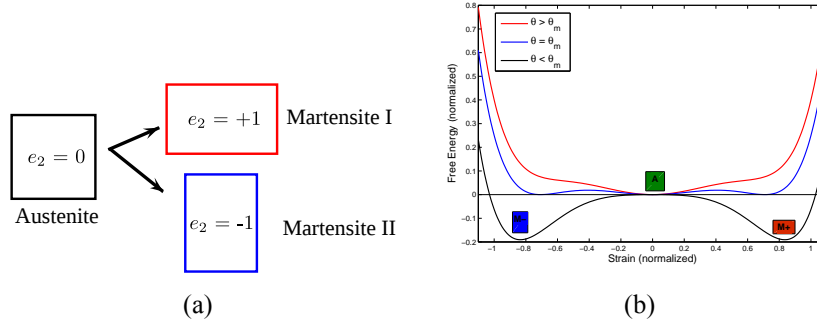 e₂ = 0
Austenite
e₂ = +1
Martensite I
e₂ = -1
Martensite II
(a)
Free Energy (normalized)
0.8
0.7
0.6
0.5
0.4
0.3
0.2
0.1
0
−0.1
−0.2
θ > θm
θ = θm
θ < θm
A
M+
−1
−0.8
−0.6
−0.4
−0.2
0
0.2
0.4
0.6
0.8
1
Strain (normalized)
(b)